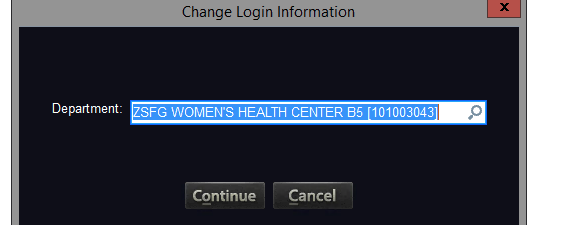 Change Login Information
x
Department: ZSFG WOMEN'S HEALTH CENTER B5 [101003043]
Continue Cancel